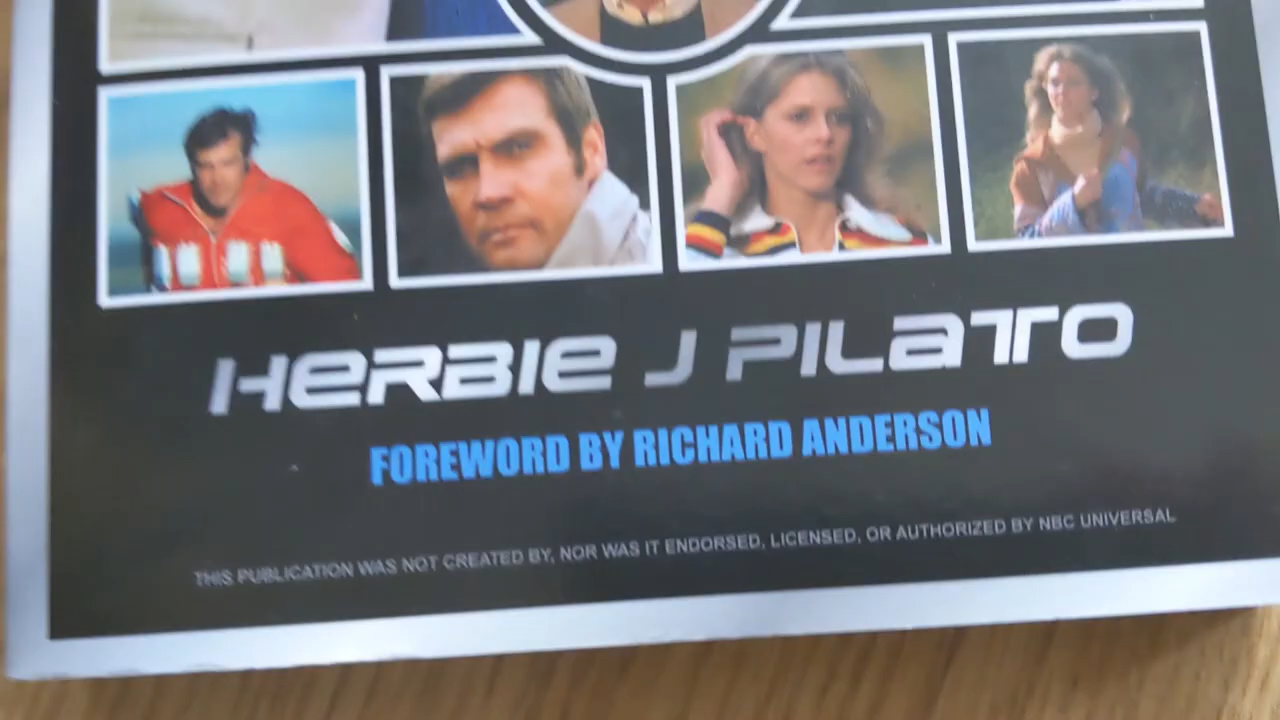 HERBIE J PILATO
FOREWORD BY RICHARD ANDERSON
THIS PUBLICATION WAS NOT CREATED BY, NOR WAS IT ENDORSED, LICENSED, OR AUTHORIZED BY NBC UNIVERSAL